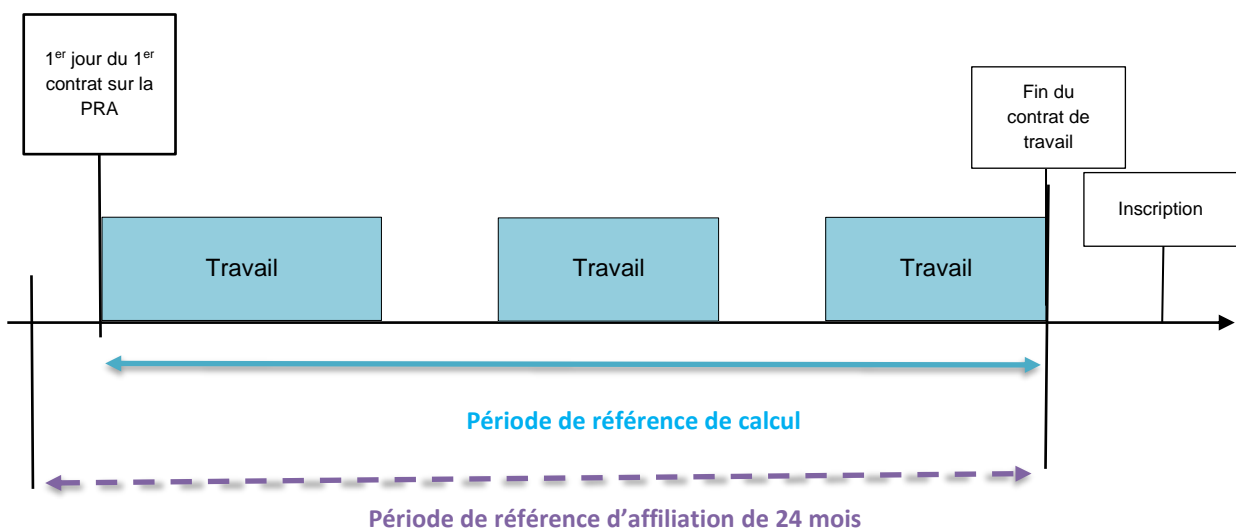 1er jour du 1er
contrat sur la
PRA
Fin du
contrat de
travail
Inscription
Travail
Travail
Travail
Période de référence de calcul
Période de référence d’affiliation de 24 mois